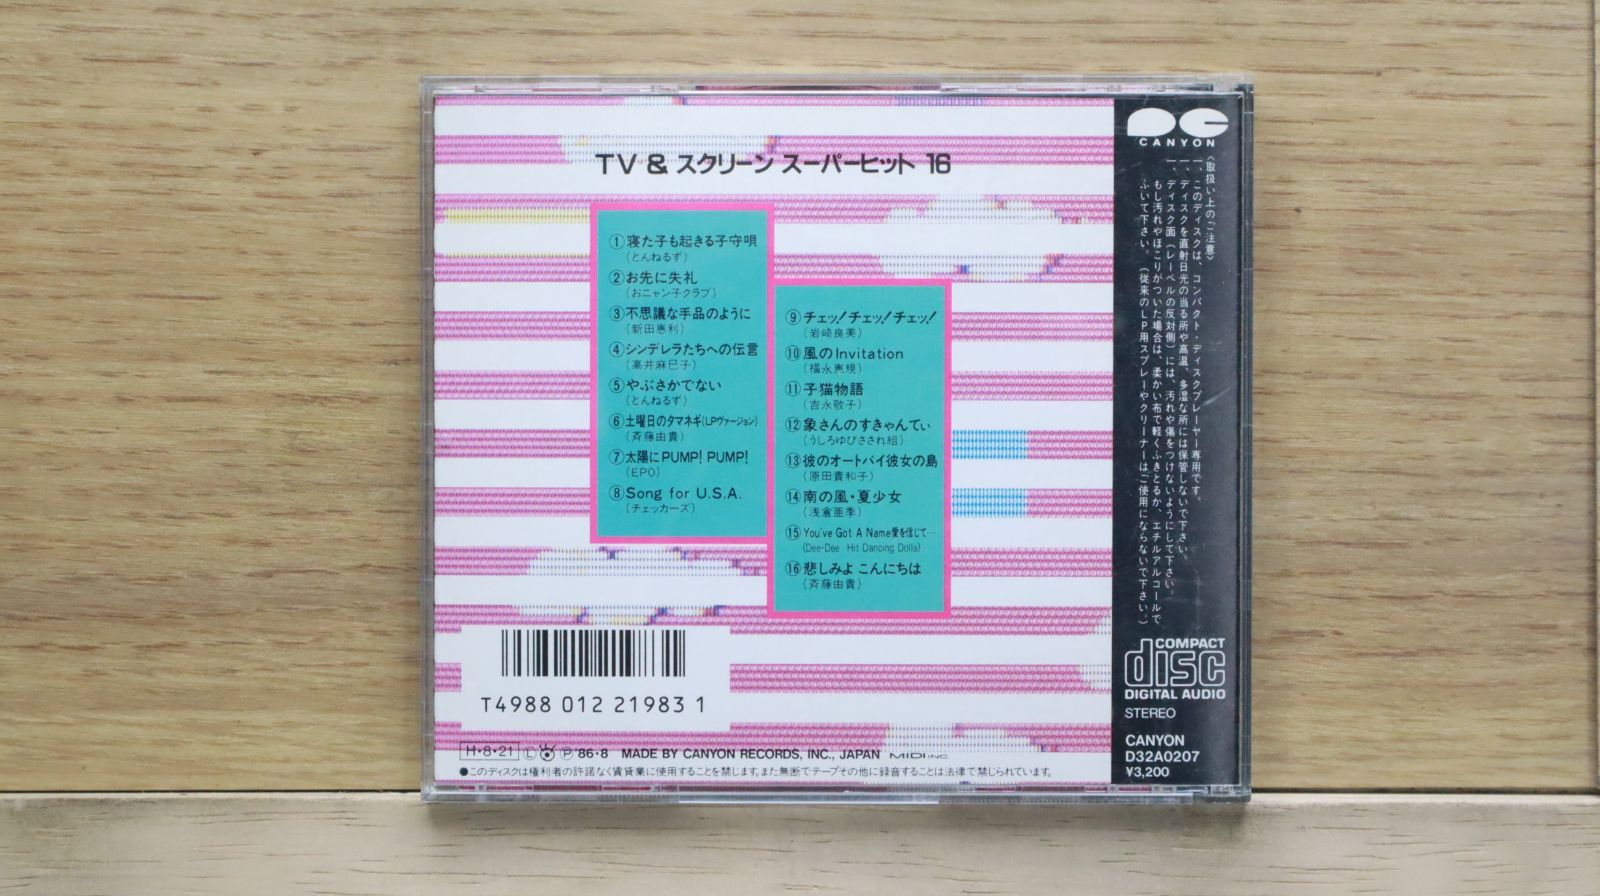 TV & スクリーン スーパーヒット 16
①寝た子も起きる子守唄
(とんねるず)
②お先に失礼
(おニャン子クラブ)
③不思議な手品のように
(新田恵利)
④シンデレラたちへの伝言
(高井麻巳子)
⑤やぶさかでない
(とんねるず)
⑥土曜日のタマネギ(LPヴァージョン)
(斉藤由貴)
⑦太陽にPUMP! PUMP!
(EPO)
⑧Song for U.S.A.
(チェッカーズ)
⑨チェッ!チェッ!チェッ!
(岩崎良美)
⑩風のInvitation
(福永恵規)
⑪子猫物語
(吉永敬子)
⑫象さんのすきゃんてぃ
(うしろゆびさされ組)
⑬彼のオートバイ彼女の島
(原田貴和子)
⑭南の風・夏少女
(浅倉亜季)
⑮You've Got A Name愛を信じて…
(Dee-Dee Hit Dancing Dolls)
⑯悲しみよ こんにちは
(斉藤由貴)
T4988 012 21983 1
H・8・21 Ⓛ Ⓟ'86・8 MADE BY CANYON RECORDS, INC., JAPAN MIDI INC
●このディスクは権利者の許諾なく賃貸業に使用することを禁じます。また無断でテープその他に録音することは法律で禁じられています。
PC
CANYON
〈取扱い上のご注意〉
一、このディスクは、コンパクト・ディスクプレーヤー専用です。
一、ディスクを直射日光の当る所や高温、多湿な所には保管しないで下さい。
一、ディスク面(レーベルの反対側)には、汚れや傷をつけないようにして下さい。
もし汚れやほこりがついた場合は、柔かい布で軽くふきとるか、エチルアルコールで
ふいて下さい。(従来のLP用スプレーやクリーナーはご使用にならないで下さい。)
COMPACT
disc
DIGITAL AUDIO
STEREO
CANYON
D32A0207
¥3,200